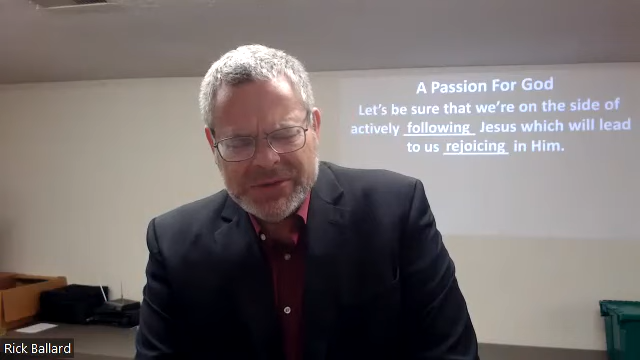 A Passion For God
Let's be sure that we're on the side of
actively following Jesus which will lead
to us rejoicing in Him.
Rick Ballard